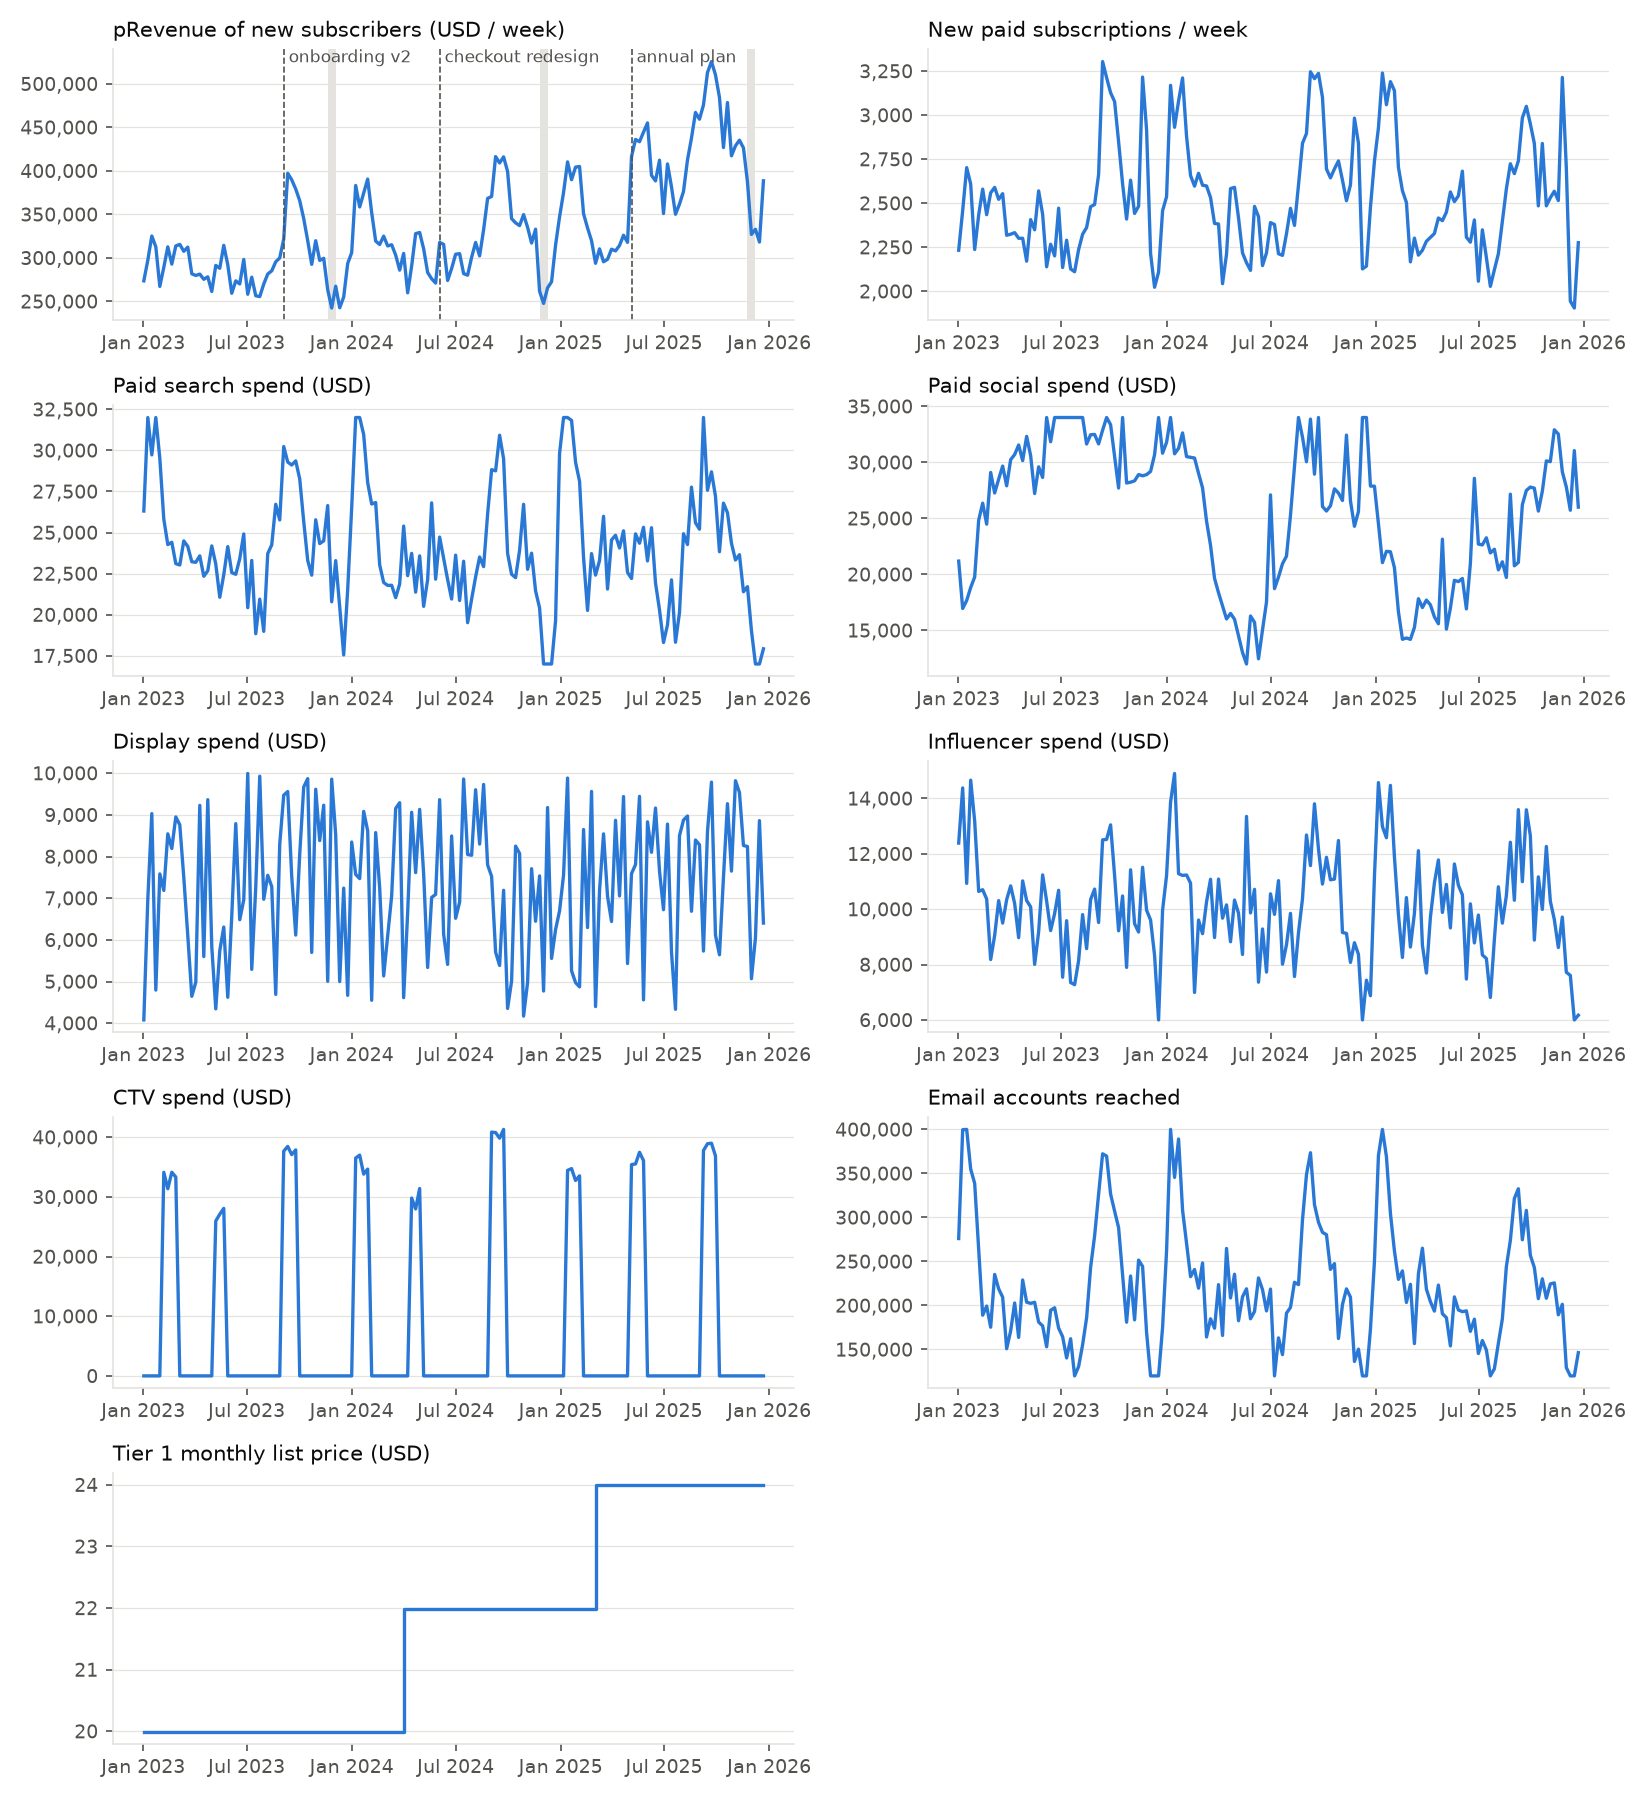 pRevenue of new subscribers (USD / week)
onboarding v2
checkout redesign
annual plan
500,000
450,000
400,000
350,000
300,000
250,000
Jan 2023 Jul 2023 Jan 2024 Jul 2024 Jan 2025 Jul 2025 Jan 2026
New paid subscriptions / week
3,250
3,000
2,750
2,500
2,250
2,000
Jan 2023 Jul 2023 Jan 2024 Jul 2024 Jan 2025 Jul 2025 Jan 2026
Paid search spend (USD)
32,500
30,000
27,500
25,000
22,500
20,000
17,500
Jan 2023 Jul 2023 Jan 2024 Jul 2024 Jan 2025 Jul 2025 Jan 2026
Paid social spend (USD)
35,000
30,000
25,000
20,000
15,000
Jan 2023 Jul 2023 Jan 2024 Jul 2024 Jan 2025 Jul 2025 Jan 2026
Display spend (USD)
10,000
9,000
8,000
7,000
6,000
5,000
4,000
Jan 2023 Jul 2023 Jan 2024 Jul 2024 Jan 2025 Jul 2025 Jan 2026
Influencer spend (USD)
14,000
12,000
10,000
8,000
6,000
Jan 2023 Jul 2023 Jan 2024 Jul 2024 Jan 2025 Jul 2025 Jan 2026
CTV spend (USD)
40,000
30,000
20,000
10,000
0
Jan 2023 Jul 2023 Jan 2024 Jul 2024 Jan 2025 Jul 2025 Jan 2026
Email accounts reached
400,000
350,000
300,000
250,000
200,000
150,000
Jan 2023 Jul 2023 Jan 2024 Jul 2024 Jan 2025 Jul 2025 Jan 2026
Tier 1 monthly list price (USD)
24
23
22
21
20
Jan 2023 Jul 2023 Jan 2024 Jul 2024 Jan 2025 Jul 2025 Jan 2026